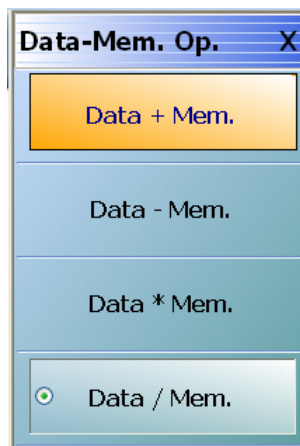 Data-Mem. Op. X
Data + Mem.
Data - Mem.
Data * Mem.
Data / Mem.